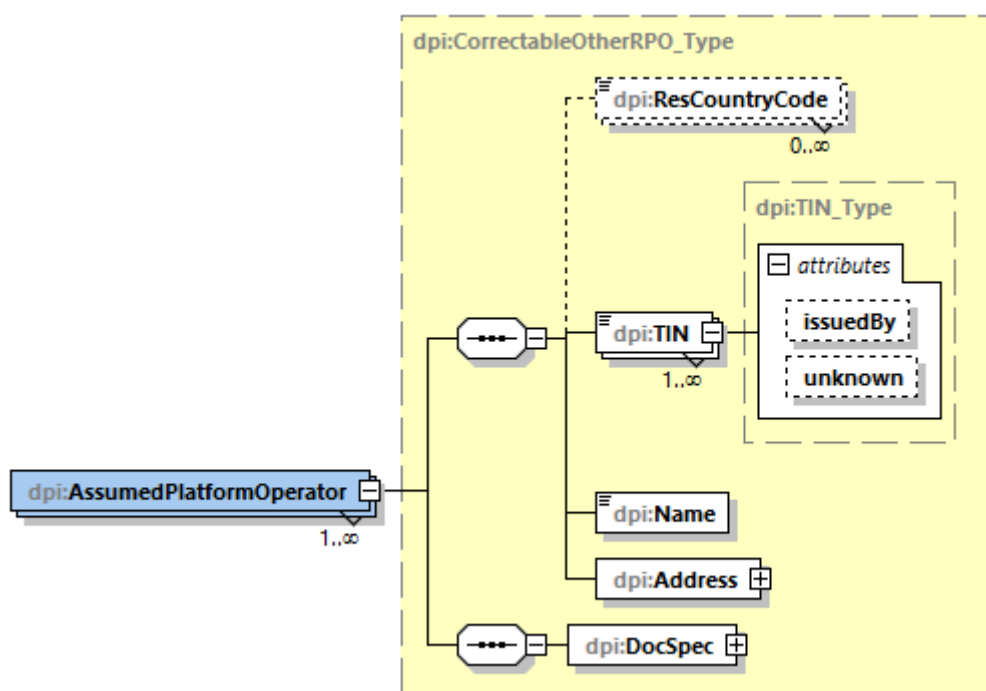 dpi:CorrectableOtherRPO_Type
dpi:ResCountryCode
0..∞
dpi:TIN_Type
attributes
issuedBy
dpi:TIN
unknown
1..∞
dpi:AssumedPlatformOperator
1..∞
dpi:Name
dpi:Address
dpi:DocSpec